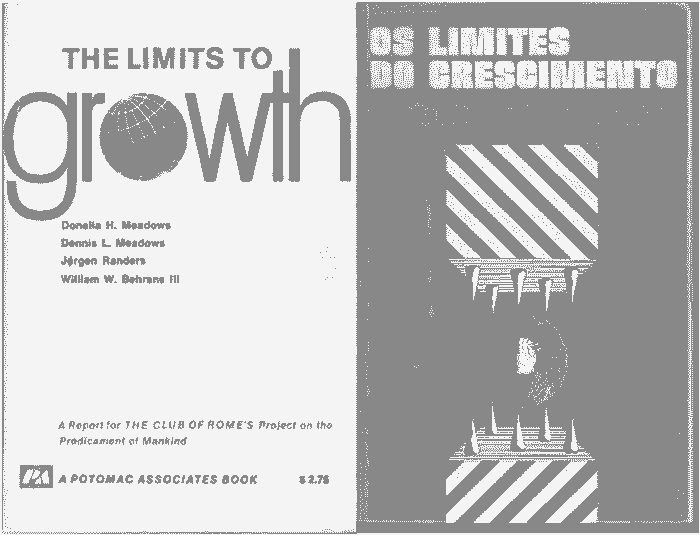 THE LIMITS TO
growth
Donella H. Meadows
Dennis L. Meadows
Jørgen Randers
William W. Behrens III
A Report for THE CLUB OF ROME'S Project on the
Predicament of Mankind
PA A POTOMAC ASSOCIATES BOOK $2.75
OS LIMITES
DO CRESCIMENTO